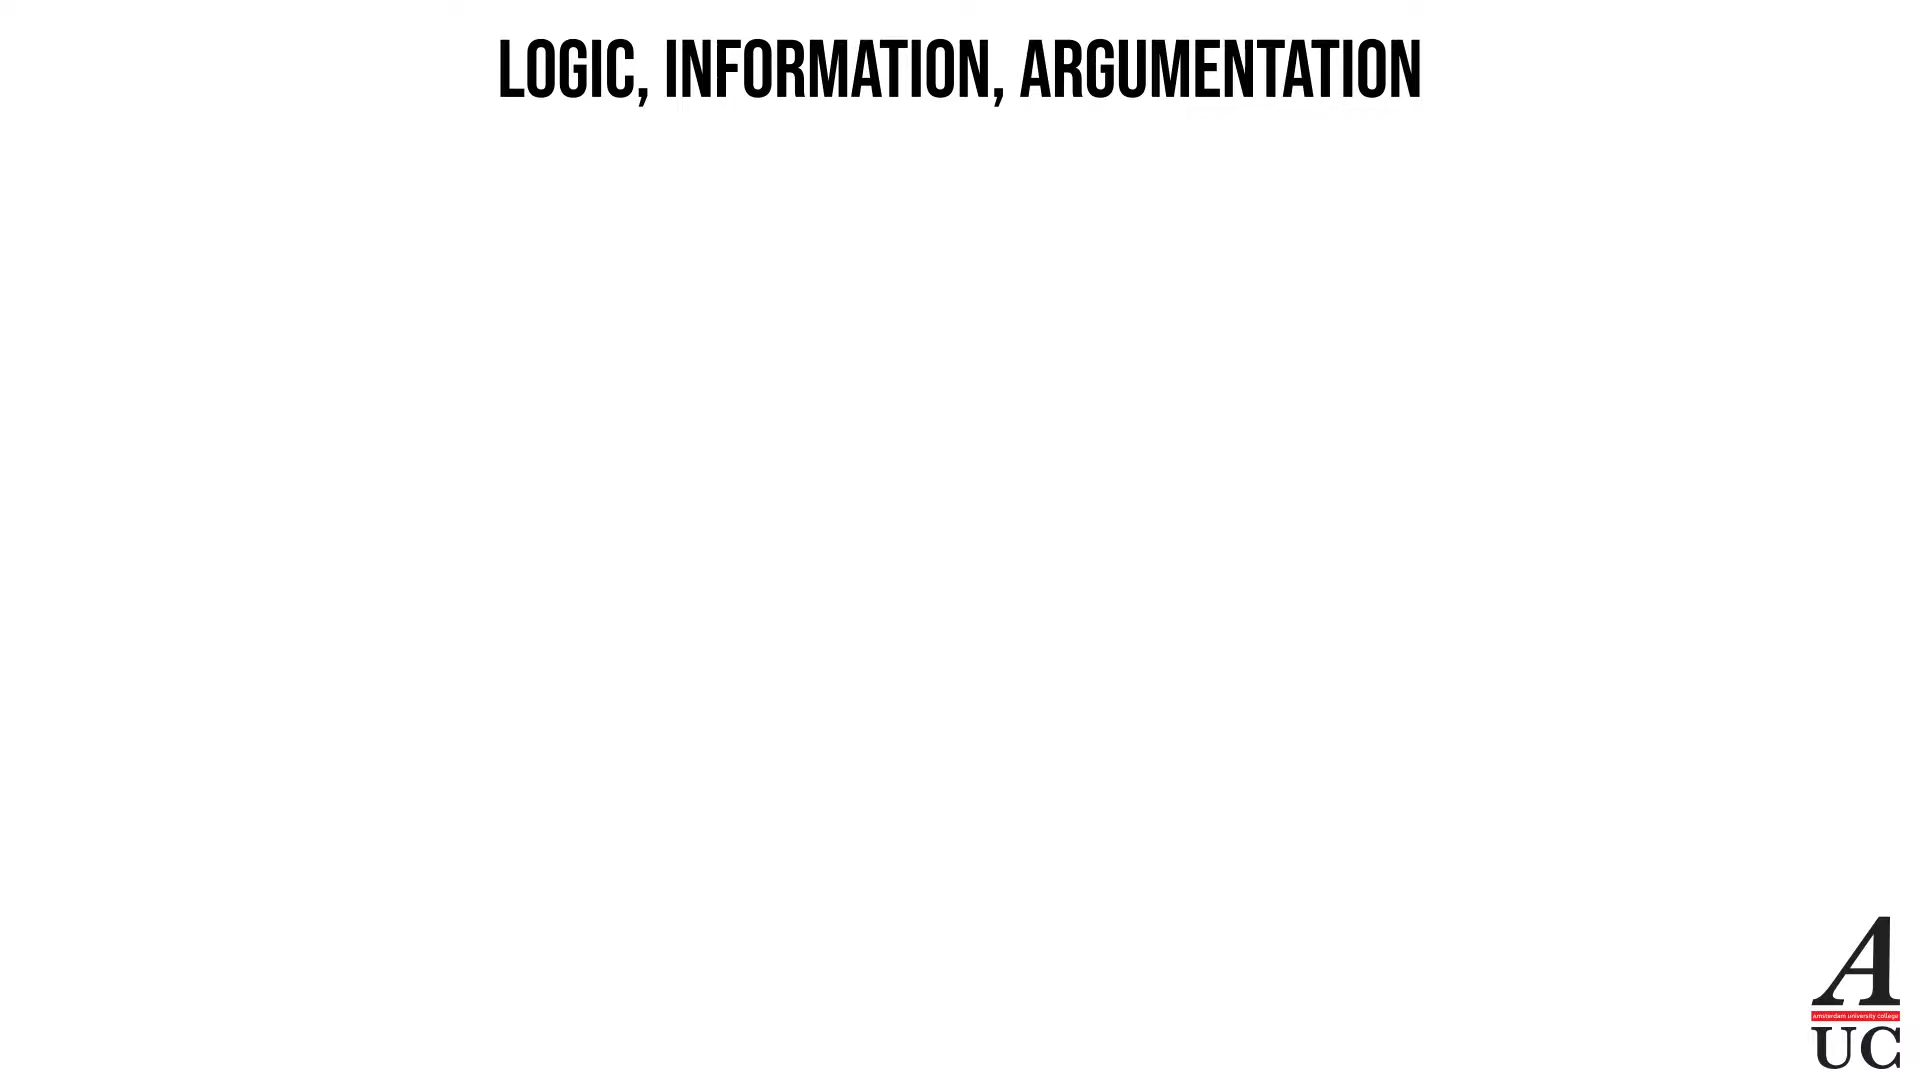 LOGIC, INFORMATION, ARGUMENTATION
A
amsterdam university college
UC